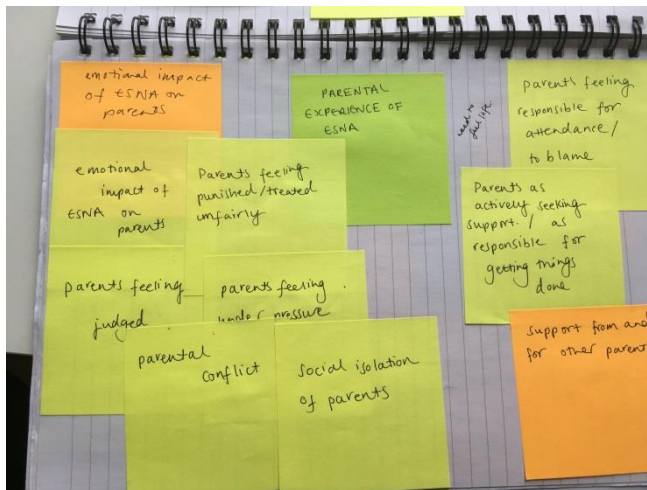 emotional impact
of ESNA on
parents
emotional
impact of
ESNA on
parents
Parents feeling
punished/treated
unfairly
parents feeling
judged
parents feeling
under pressure
parental
conflict
social isolation
of parents
PARENTAL
EXPERIENCE OF
ESNA
parents feeling
responsible for
attendance/
to blame
Parents as
actively seeking
support / as
responsible for
getting things
done
support from and
for other parent